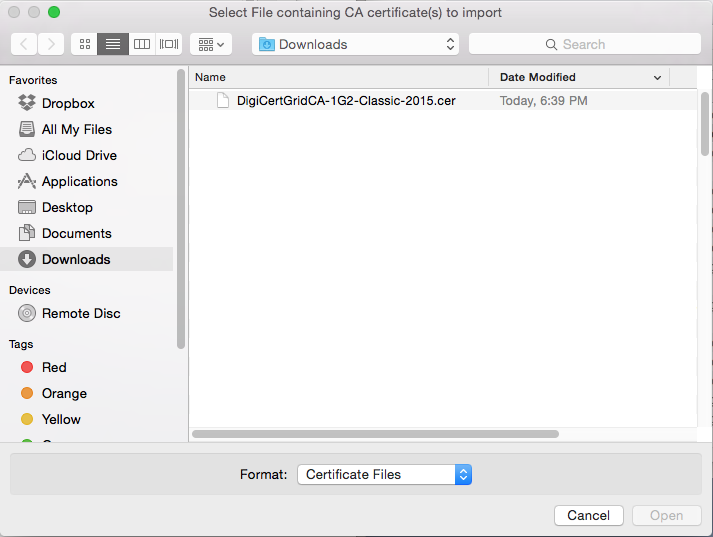 Select File containing CA certificate(s) to import
Downloads
Search
Favorites
Dropbox
All My Files
iCloud Drive
Applications
Desktop
Documents
Downloads
Devices
Remote Disc
Tags
Red
Orange
Yellow
Name Date Modified
DigiCertGridCA-1G2-Classic-2015.cer Today, 6:39 PM
Format: Certificate Files
Cancel Open